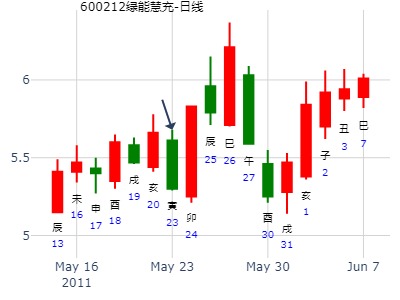 600212绿能慧充-日线
6
5.5
5
辰
13
未
16
申
17
酉
18
戌
19
亥
20
寅
23
卯
24
辰
25
巳
26
午
27
酉
30
戌
31
亥
1
子
2
丑
3
巳
7
May 16
2011
May 23
May 30
Jun 7